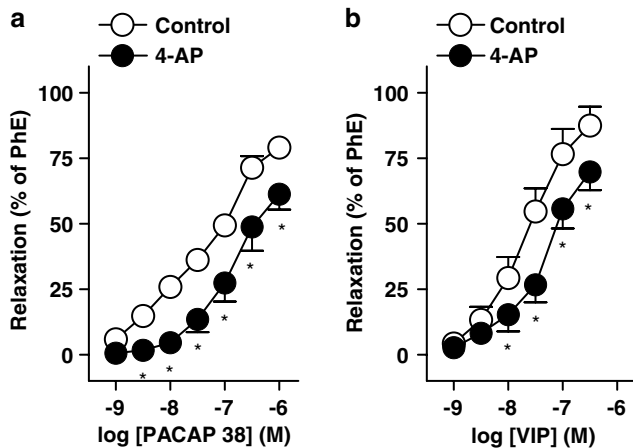 a
Control
4-AP
Relaxation (% of PhE)
100
75
50
25
0
*
*
*
*
*
*
-9
-8
-7
-6
log [PACAP 38] (M)
b
Control
4-AP
Relaxation (% of PhE)
100
75
50
25
0
*
*
*
*
-9
-8
-7
-6
log [VIP] (M)